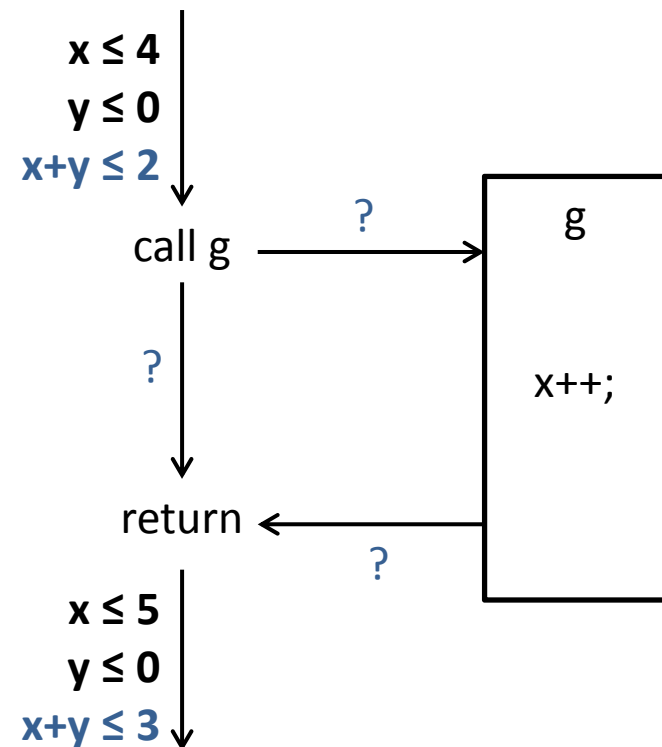 x ≤ 4
y ≤ 0
x+y ≤ 2
?
g
call g
?
x++;
return
?
x ≤ 5
y ≤ 0
x+y ≤ 3